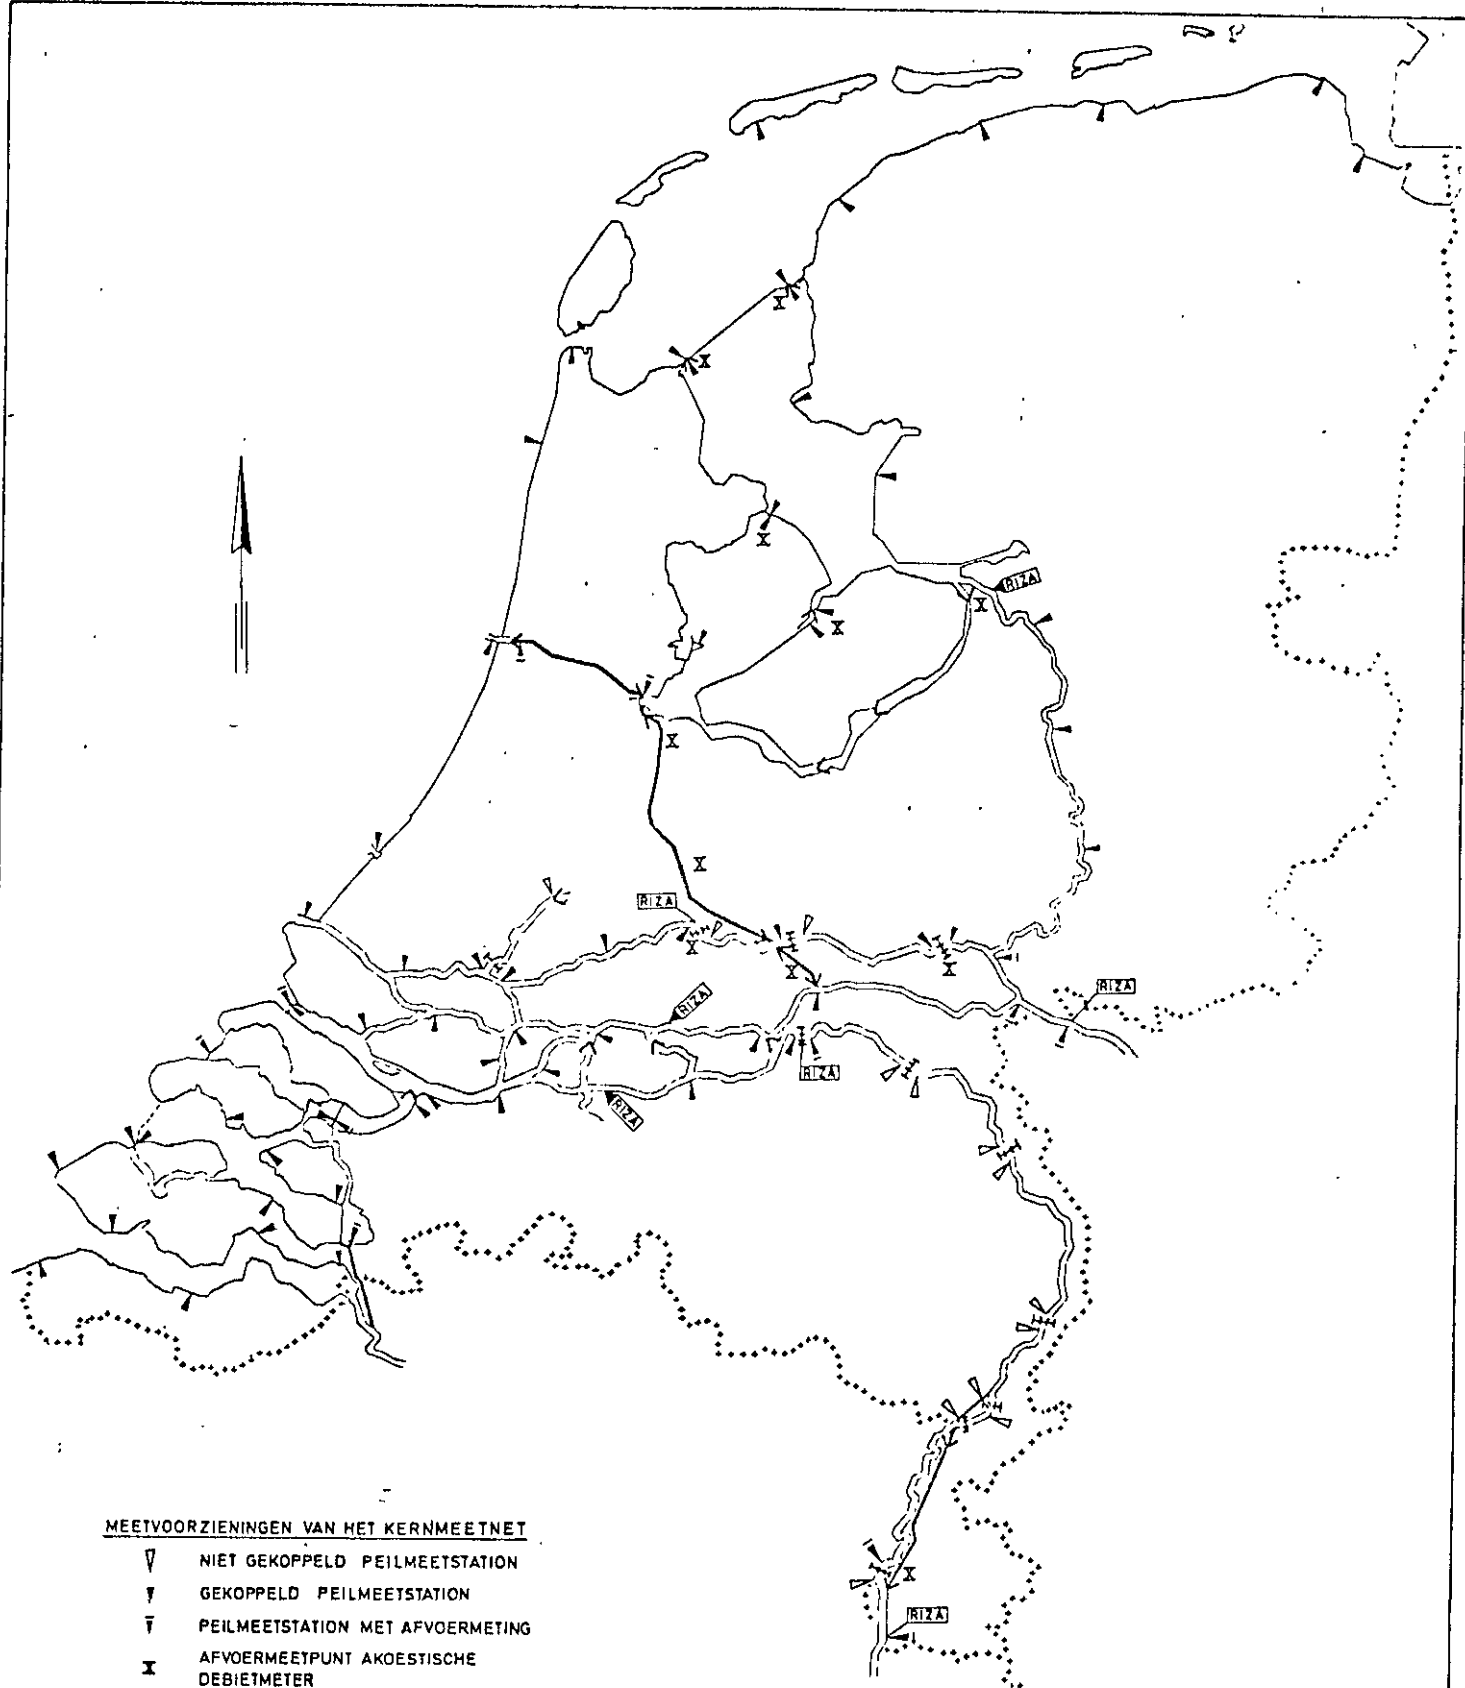 RIZA
RIZA
RIZA
RIZA
RIZA
RIZA
MEETVOORZIENINGEN VAN HET KERNMEETNET
NIET GEKOPPELD PEILMEETSTATION
GEKOPPELD PEILMEETSTATION
PEILMEETSTATION MET AFVOERMETING
AFVOERMEETPUNT AKOESTISCHE
DEBIETMETER
RIZA